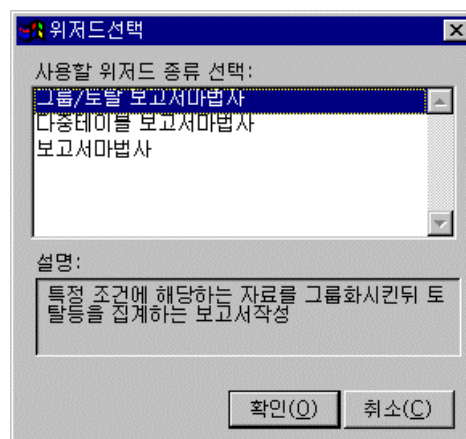 위저드선택
사용할 위저드 종류 선택:
그룹/토탈 보고서마법사
다중테이블 보고서마법사
보고서마법사
설명:
특정 조건에 해당하는 자료를 그룹화시킨뒤 토
탈등을 집계하는 보고서작성
확인(O) 취소(C)